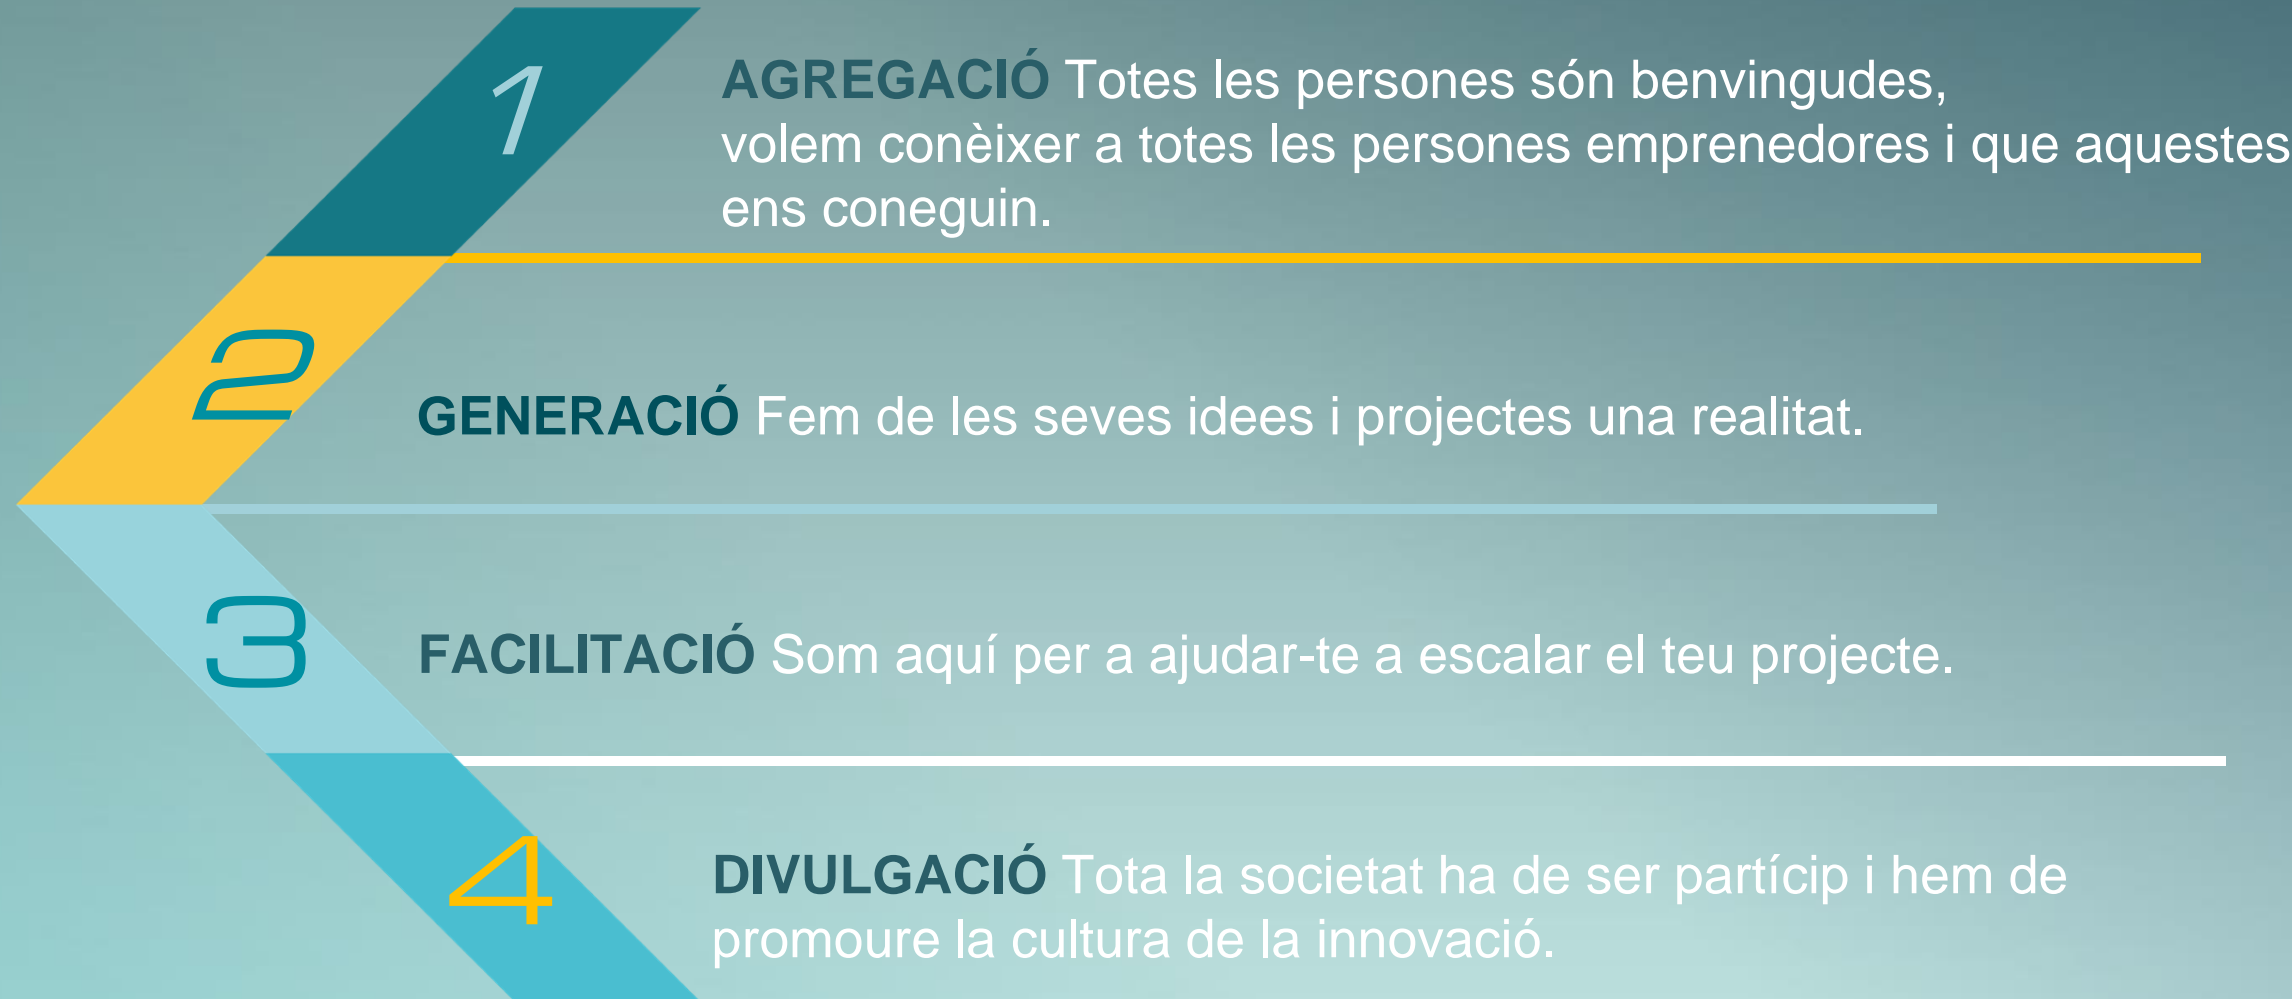 1
AGREGACIÓ Totes les persones són benvingudes,
volem conèixer a totes les persones emprenedores i que aquestes
ens coneguin.
2
GENERACIÓ Fem de les seves idees i projectes una realitat.
3
FACILITACIÓ Som aquí per a ajudar-te a escalar el teu projecte.
4
DIVULGACIÓ Tota la societat ha de ser partícip i hem de
promoure la cultura de la innovació.